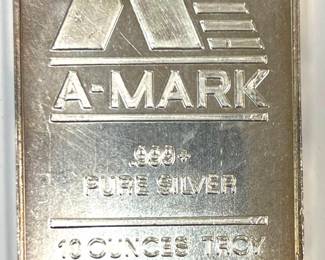 A-MARK
.999+
PURE SILVER
10 OUNCES TROY